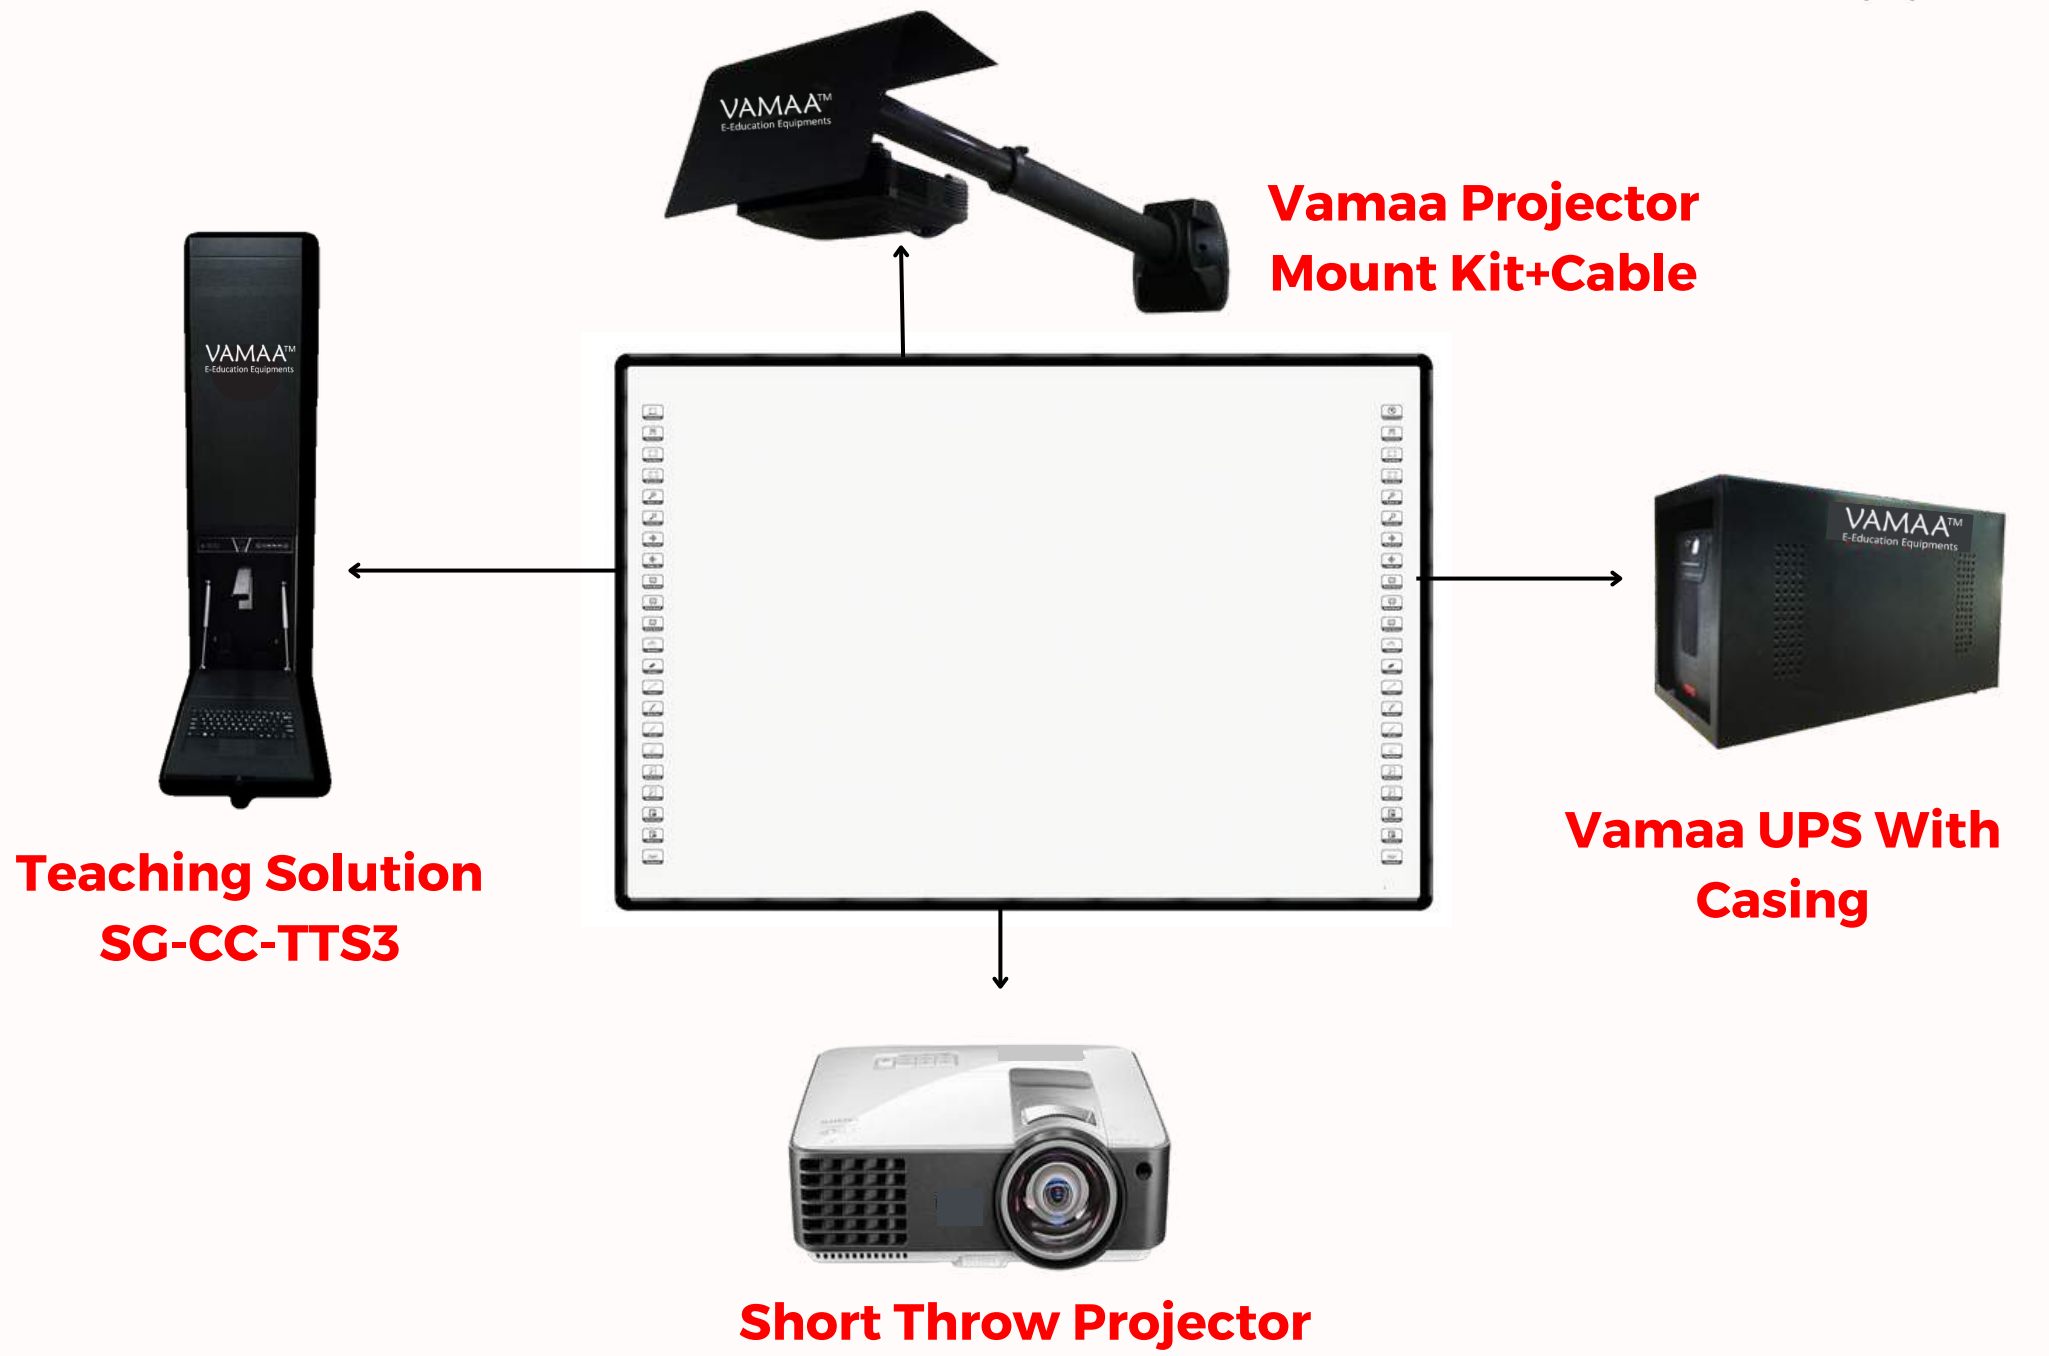 VAMAA™
E-Education Equipments
Vamaa Projector
Mount Kit+Cable
VAMAA™
E-Education Equipments
VAMAA™
E-Education Equipments
Teaching Solution
SG-CC-TTS3
Vamaa UPS With
Casing
Short Throw Projector